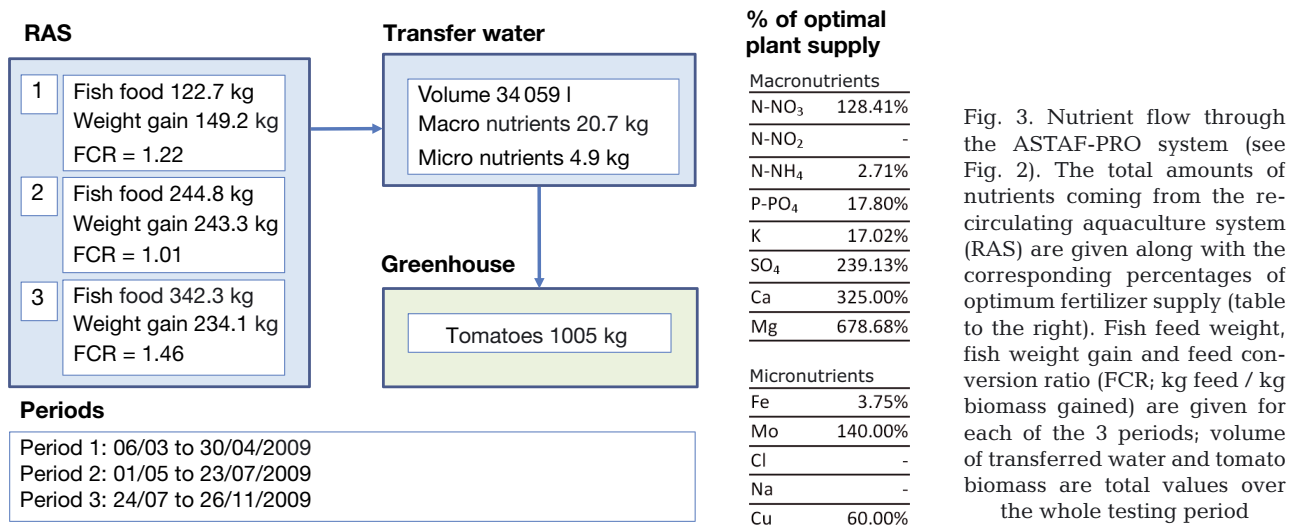 RAS
1
Fish food 122.7 kg
Weight gain 149.2 kg
FCR = 1.22
2
Fish food 244.8 kg
Weight gain 243.3 kg
FCR = 1.01
3
Fish food 342.3 kg
Weight gain 234.1 kg
FCR = 1.46
Transfer water
Volume 34 059 l
Macro nutrients 20.7 kg
Micro nutrients 4.9 kg
Greenhouse
Tomatoes 1005 kg
Periods
Period 1: 06/03 to 30/04/2009
Period 2: 01/05 to 23/07/2009
Period 3: 24/07 to 26/11/2009
% of optimal
plant supply
Macronutrients
N-NO₃ 128.41%
N-NO₂ -
N-NH₄ 2.71%
P-PO₄ 17.80%
K 17.02%
SO₄ 239.13%
Ca 325.00%
Mg 678.68%
Micronutrients
Fe 3.75%
Mo 140.00%
Cl -
Na -
Cu 60.00%
Fig. 3. Nutrient flow through
the ASTAF-PRO system (see
Fig. 2). The total amounts of
nutrients coming from the re-
circulating aquaculture system
(RAS) are given along with the
corresponding percentages of
optimum fertilizer supply (table
to the right). Fish feed weight,
fish weight gain and feed con-
version ratio (FCR; kg feed / kg
biomass gained) are given for
each of the 3 periods; volume
of transferred water and tomato
biomass are total values over
the whole testing period